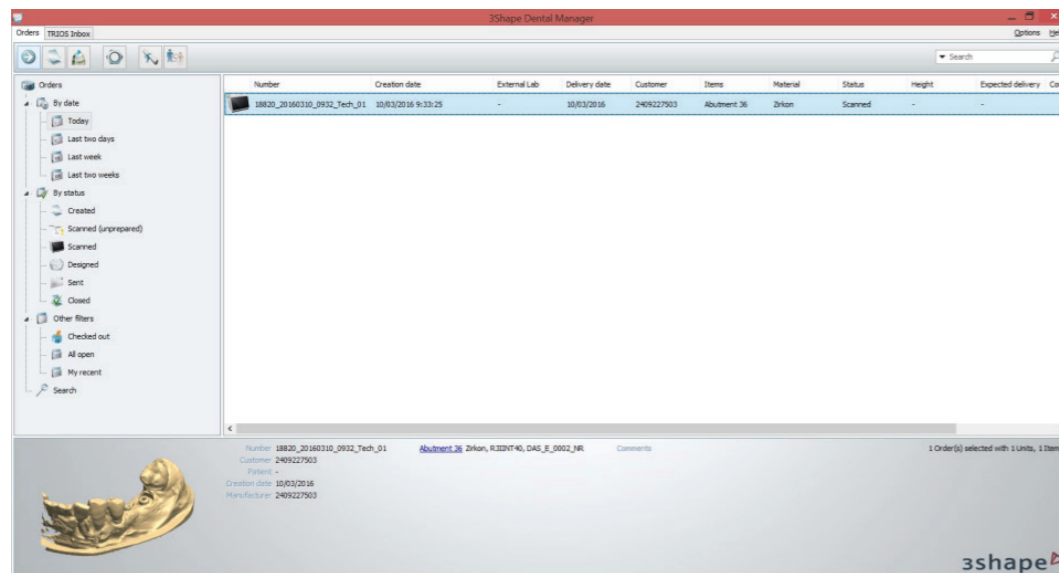 3Shape Dental Manager
Orders TRIOS Inbox Options
Search
Orders
By date
Today
Last two days
Last week
Last two weeks
By status
Created
Scanned (unprepared)
Scanned
Designed
Sent
Closed
Other filters
Checked out
All open
My recent
Search
Number Creation date External Lab Delivery date Customer Items Material Status Height Expected delivery
18820_20160310_0932_Tech_01 10/03/2016 9:33:25 - 10/03/2016 2409227503 Abutment 36 Zirkon Scanned - -
Number 18820_20160310_0932_Tech_01 Abutment 36 Zirkon, DAS_E_0002_NR Comments 1 Order(s) selected with 1 Units, 1 Item
Customer 2409227503
Patient -
Creation date 10/03/2016
Manufacturer 2409227503
3shape